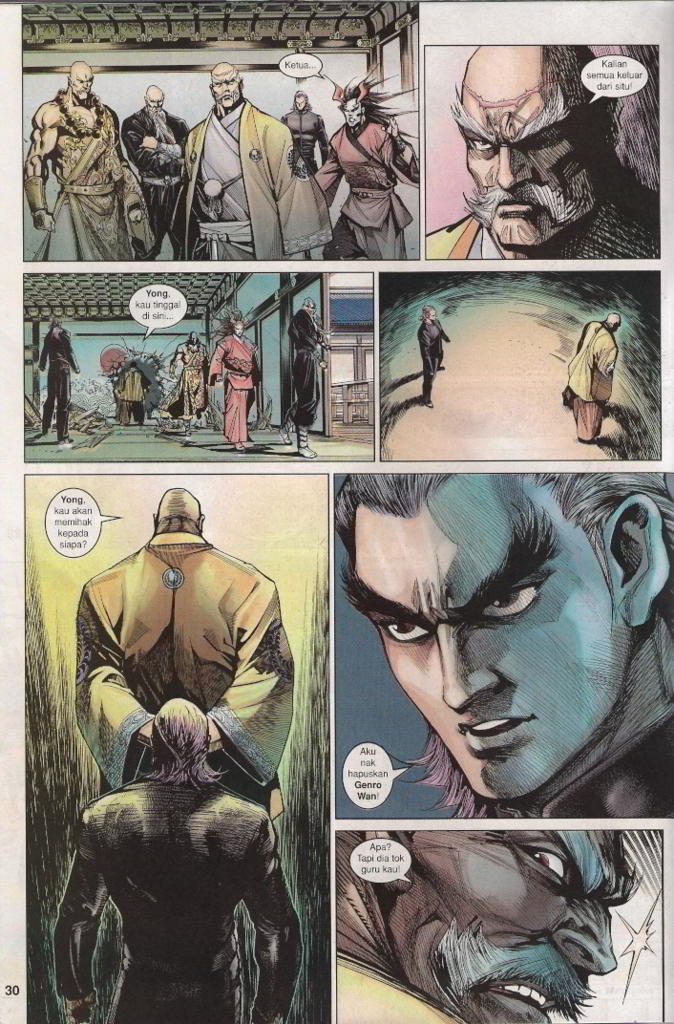 Ketua...
Kalian
semua keluar
dari situ!
Yong,
kau tinggal
di sini...
Yong,
kau akan
memihak
kepada
siapa?
Aku
nak
hapuskan
Genro
Wan!
Apa?
Tapi dia tok
guru kau!
30